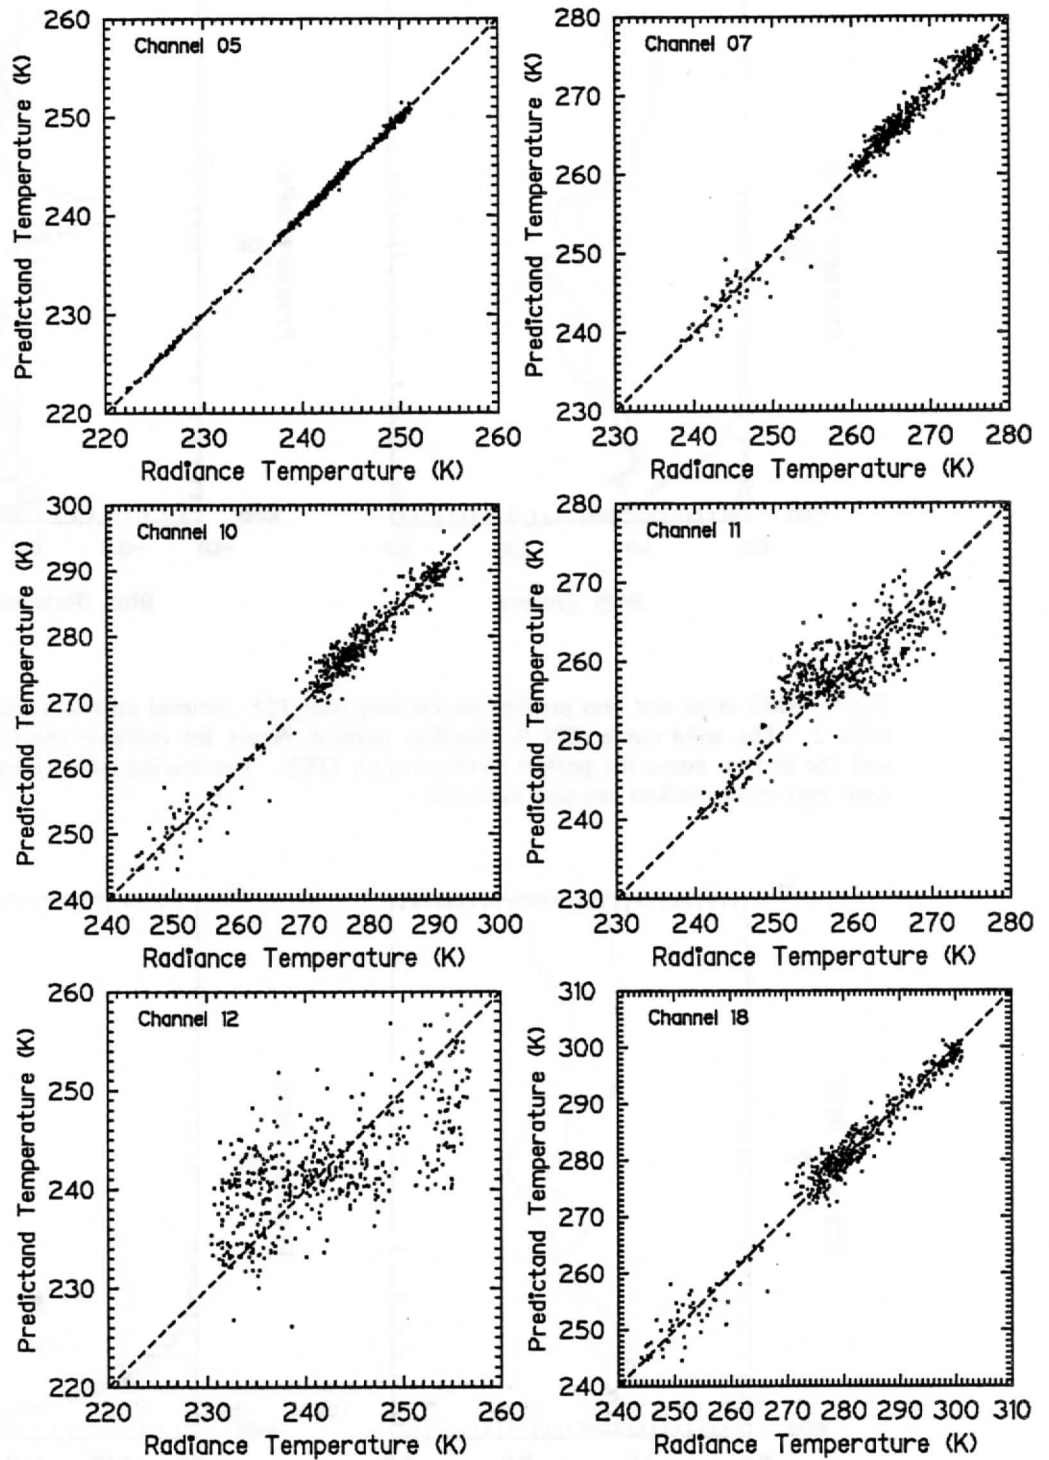 Channel 05
Predictand Temperature (K)
260
250
240
230
220
220 230 240 250 260
Radiance Temperature (K)
Channel 07
Predictand Temperature (K)
280
270
260
250
240
230
230 240 250 260 270 280
Radiance Temperature (K)
Channel 10
Predictand Temperature (K)
300
290
280
270
260
250
240
240 250 260 270 280 290 300
Radiance Temperature (K)
Channel 11
Predictand Temperature (K)
280
270
260
250
240
230
230 240 250 260 270 280
Radiance Temperature (K)
Channel 12
Predictand Temperature (K)
260
250
240
230
220
220 230 240 250 260
Radiance Temperature (K)
Channel 18
Predictand Temperature (K)
310
300
290
280
270
260
250
240
240 250 260 270 280 290 300 310
Radiance Temperature (K)